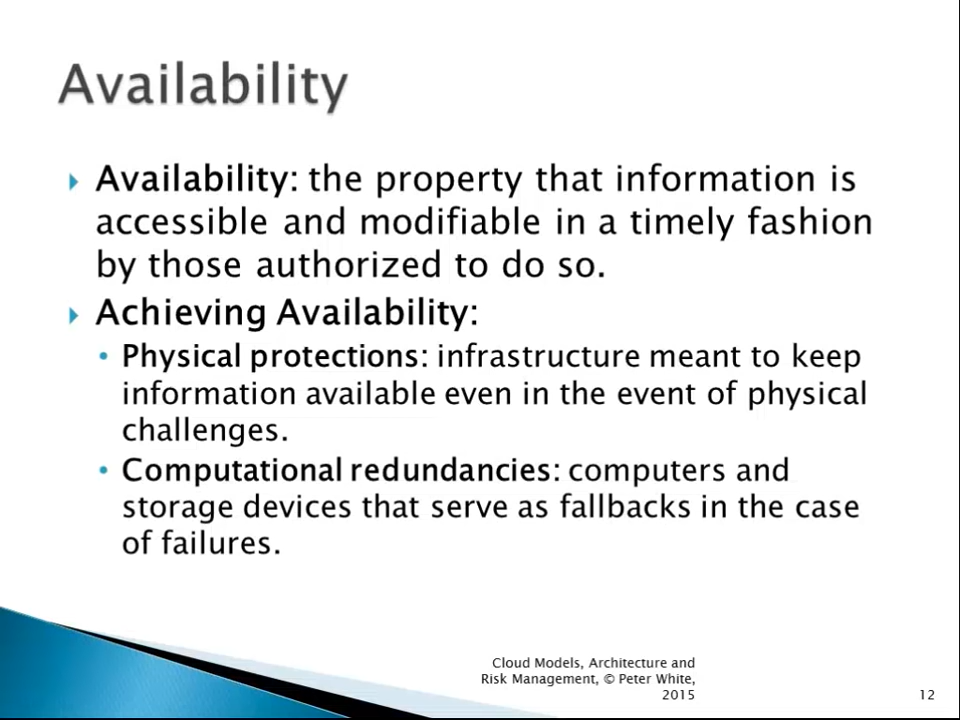 Availability
Availability: the property that information is
accessible and modifiable in a timely fashion
by those authorized to do so.
Achieving Availability:
Physical protections: infrastructure meant to keep
information available even in the event of physical
challenges.
Computational redundancies: computers and
storage devices that serve as fallbacks in the case
of failures.
Cloud Models, Architecture and
Risk Management, © Peter White,
2015
12